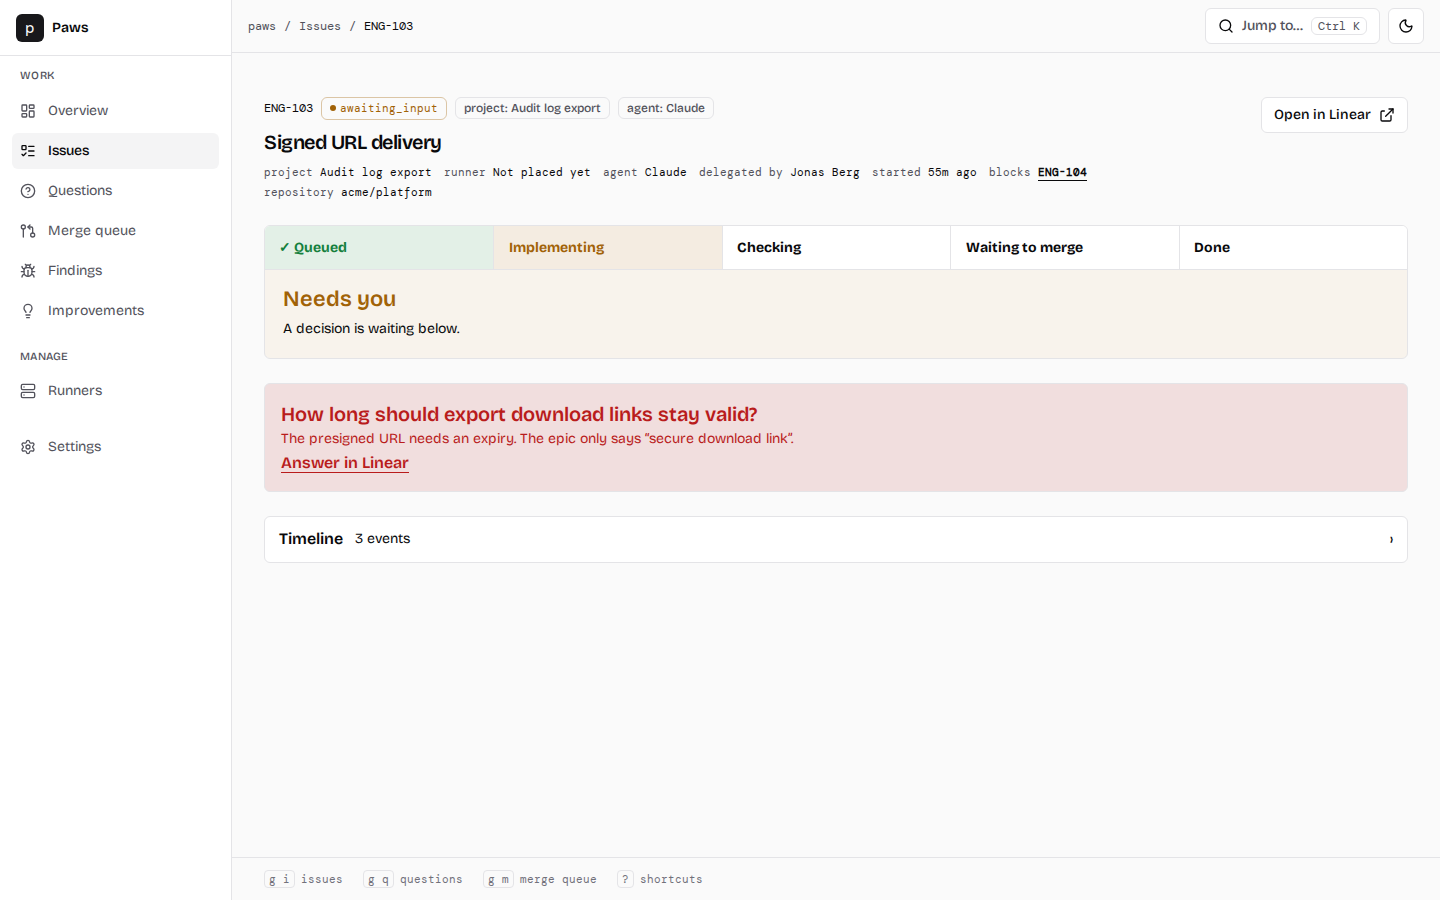 p Paws
paws / Issues / ENG-103
Jump to... Ctrl K
WORK
Overview
Issues
Questions
Merge queue
Findings
Improvements
MANAGE
Runners
Settings
ENG-103 awaiting_input project: Audit log export agent: Claude
Open in Linear
Signed URL delivery
project Audit log export runner Not placed yet agent Claude delegated by Jonas Berg started 55m ago blocks ENG-104
repository acme/platform
✓ Queued Implementing Checking Waiting to merge Done
Needs you
A decision is waiting below.
How long should export download links stay valid?
The presigned URL needs an expiry. The epic only says “secure download link”.
Answer in Linear
Timeline 3 events ›
g i issues g q questions g m merge queue ? shortcuts